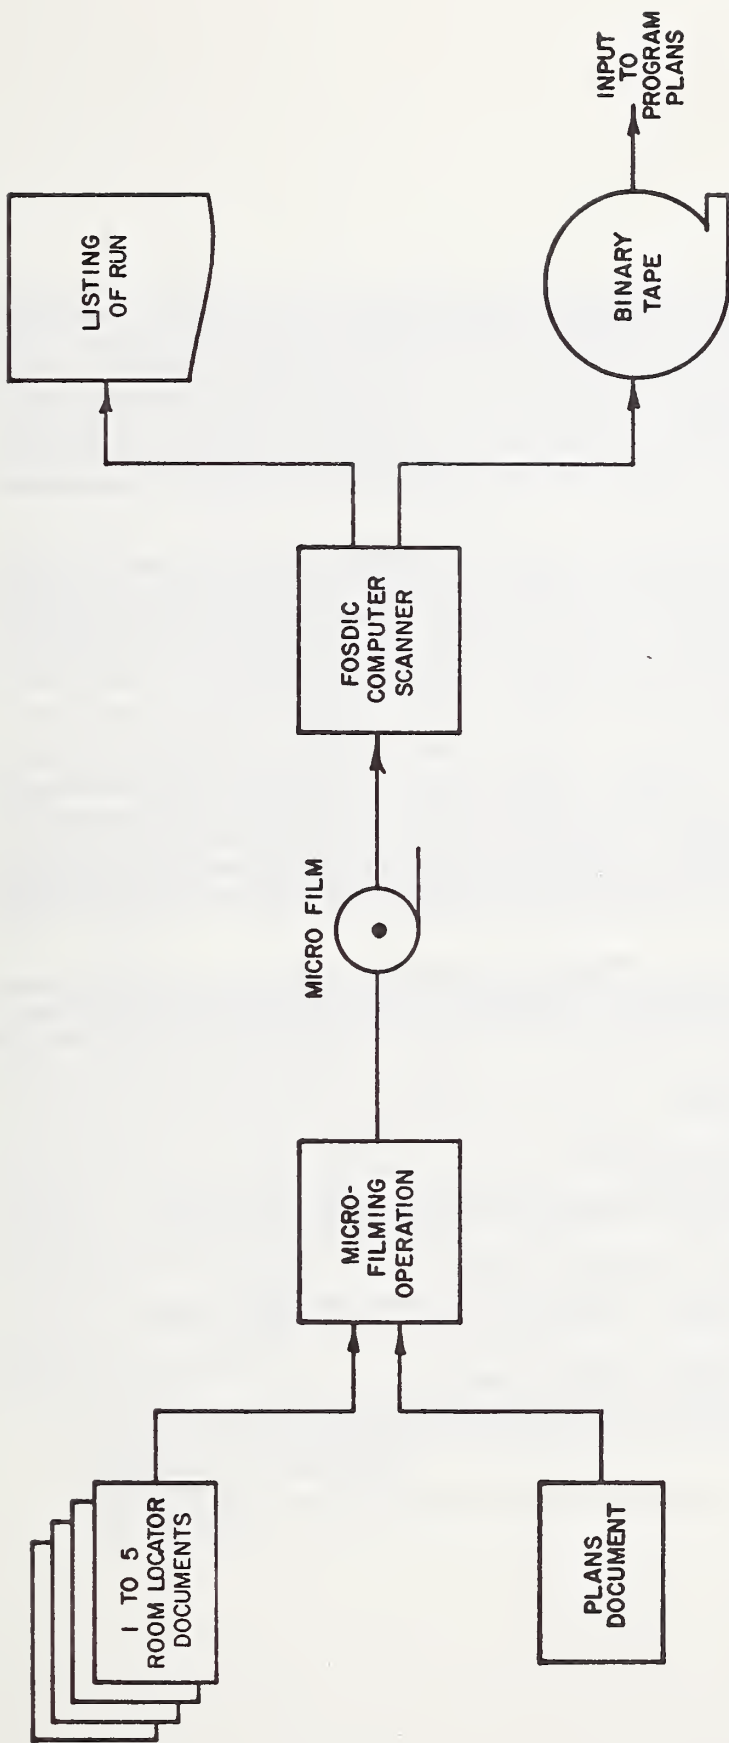 1 TO 5
ROOM LOCATOR
DOCUMENTS
PLANS
DOCUMENT
MICRO-
FILMING
OPERATION
MICRO FILM
FOSDIC
COMPUTER
SCANNER
LISTING
OF RUN
BINARY
TAPE
INPUT
TO
PROGRAM
PLANS